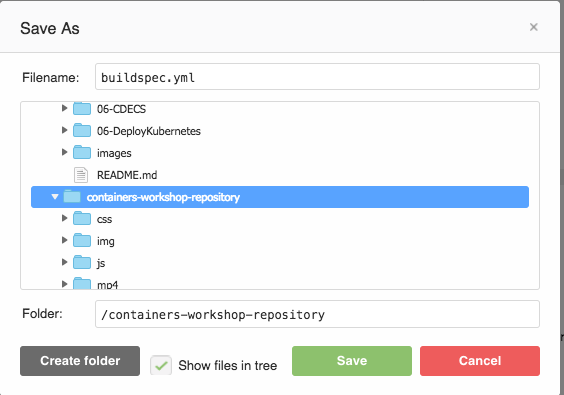 Save As ×
Filename: buildspec.yml
06-CDECS
06-DeployKubernetes
images
README.md
containers-workshop-repository
css
img
js
mp4
Folder: /containers-workshop-repository
Create folder Show files in tree Save Cancel